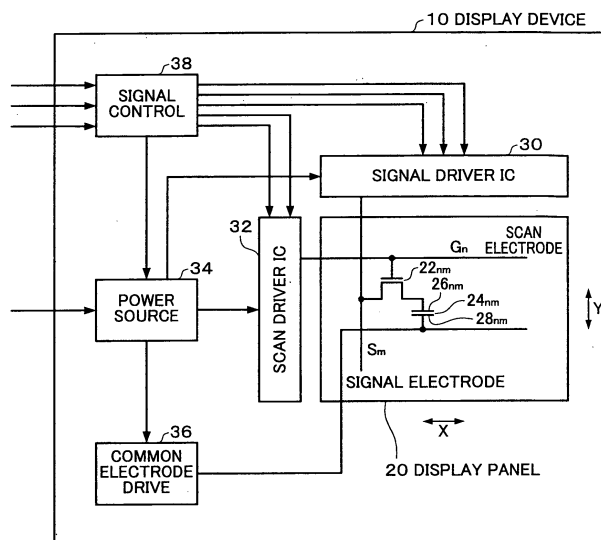 10 DISPLAY DEVICE
38
SIGNAL
CONTROL
30
SIGNAL DRIVER IC
32
SCAN DRIVER IC
Gn
SCAN
ELECTRODE
22nm
26nm
24nm
28nm
Sm
SIGNAL ELECTRODE
Y
X
34
POWER
SOURCE
36
COMMON
ELECTRODE
DRIVE
20 DISPLAY PANEL